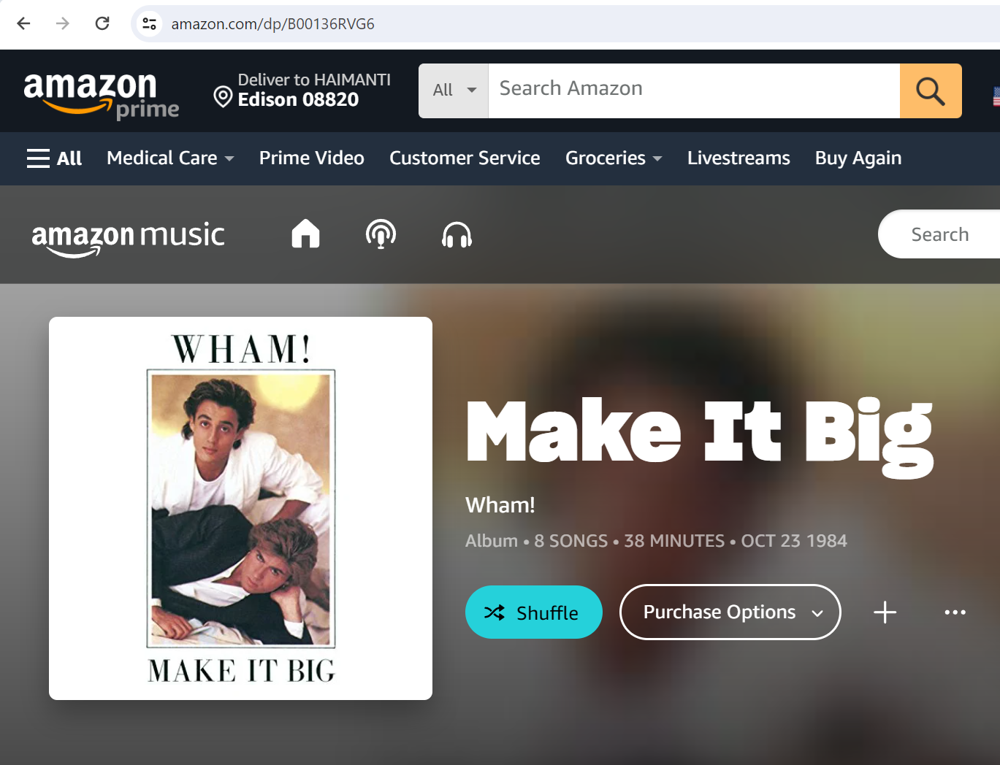 amazon.com/dp/B00136RVG6
amazon prime
Deliver to HAIMANTI
Edison 08820
All
Search Amazon
All
Medical Care
Prime Video
Customer Service
Groceries
Livestreams
Buy Again
amazon music
Search
WHAM!
MAKE IT BIG
Make It Big
Wham!
Album • 8 SONGS • 38 MINUTES • OCT 23 1984
Shuffle
Purchase Options